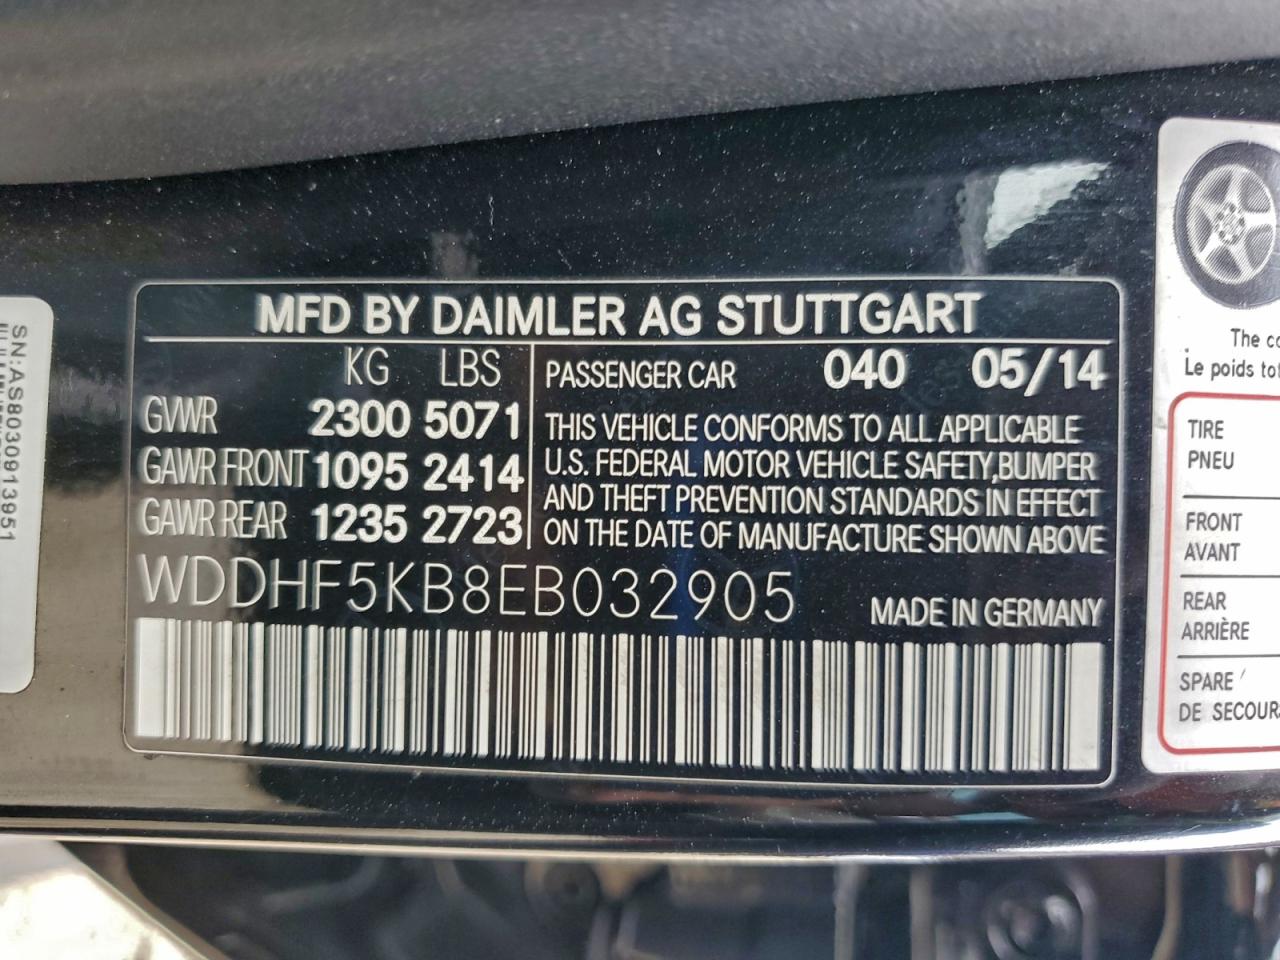 MFD BY DAIMLER AG STUTTGART
KG LBS
GVWR 2300 5071
GAWR FRONT 1095 2414
GAWR REAR 1235 2723
PASSENGER CAR 040 05/14
THIS VEHICLE CONFORMS TO ALL APPLICABLE
U.S. FEDERAL MOTOR VEHICLE SAFETY,BUMPER
AND THEFT PREVENTION STANDARDS IN EFFECT
ON THE DATE OF MANUFACTURE SHOWN ABOVE
WDDHF5KB8EB032905
MADE IN GERMANY
SN:AS8030913951
The co
Le poids tot
TIRE
PNEU
FRONT
AVANT
REAR
ARRIÈRE
SPARE
DE SECOUR